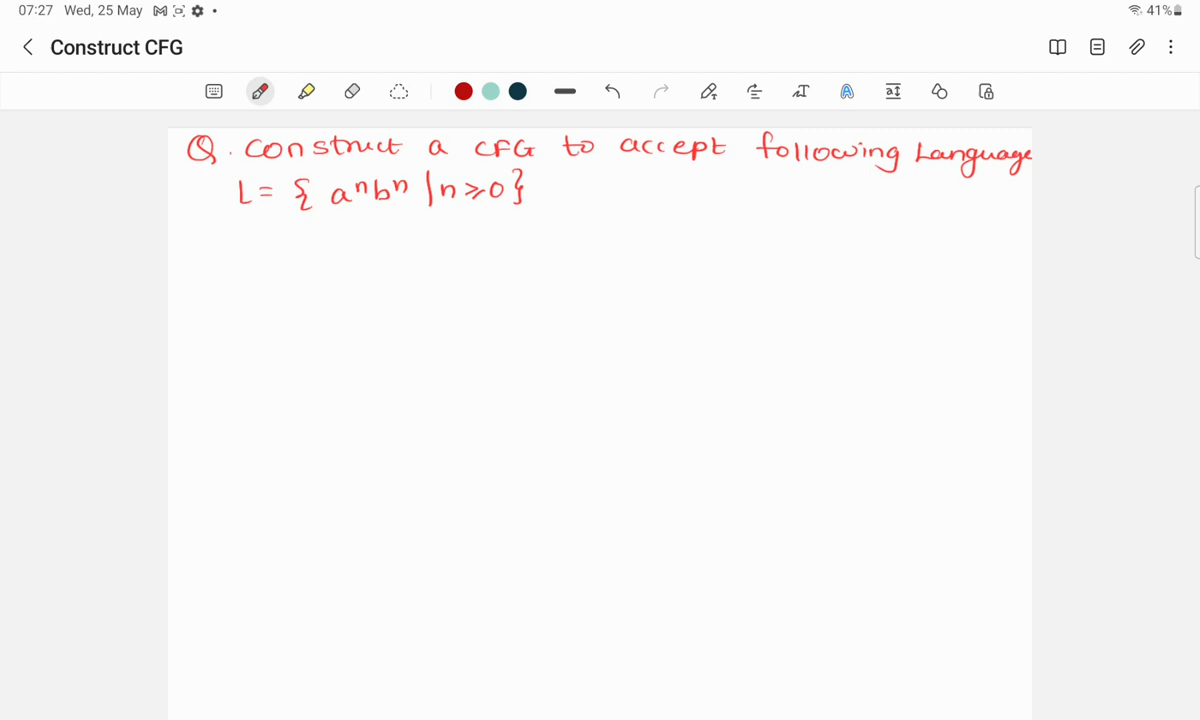 07:27 Wed, 25 May 41%
Construct CFG
Q. Construct a CFG to accept following Language
L = { aⁿbⁿ | n ⩾ 0 }